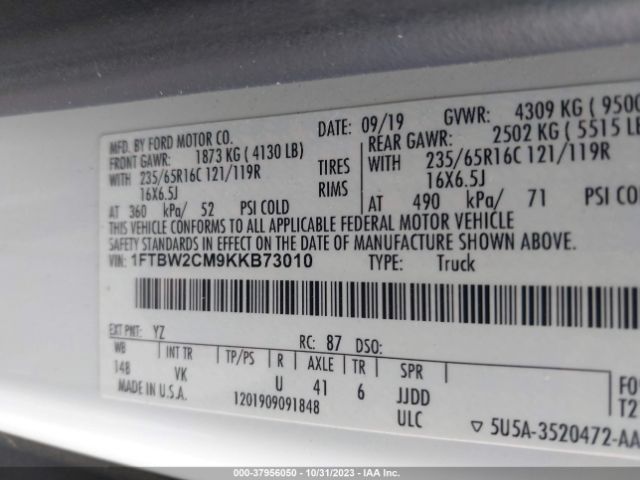 MFD. BY FORD MOTOR CO. DATE: 09/19 GVWR: 4309 KG ( 9500
FRONT GAWR: 1873 KG ( 4130 LB) REAR GAWR: 2502 KG ( 5515 LB
WITH 235/65R16C 121/119R TIRES WITH 235/65R16C 121/119R
16X6.5J RIMS 16X6.5J
AT 360 kPa/ 52 PSI COLD AT 490 kPa/ 71 PSI CO
THIS VEHICLE CONFORMS TO ALL APPLICABLE FEDERAL MOTOR VEHICLE
SAFETY STANDARDS IN EFFECT ON THE DATE OF MANUFACTURE SHOWN ABOVE.
VIN: 1FTBW2CM9KKB73010 TYPE: Truck
EXT PNT: YZ RC: 87 DSO:
WB INT TR TP/PS R AXLE TR SPR
14B VK U 41 6 JJDD
MADE IN U.S.A. 1201909091848 ULC
FO
T2
▽ 5U5A-3520472-AA
000-37956050 - 10/31/2023 - IAA Inc.